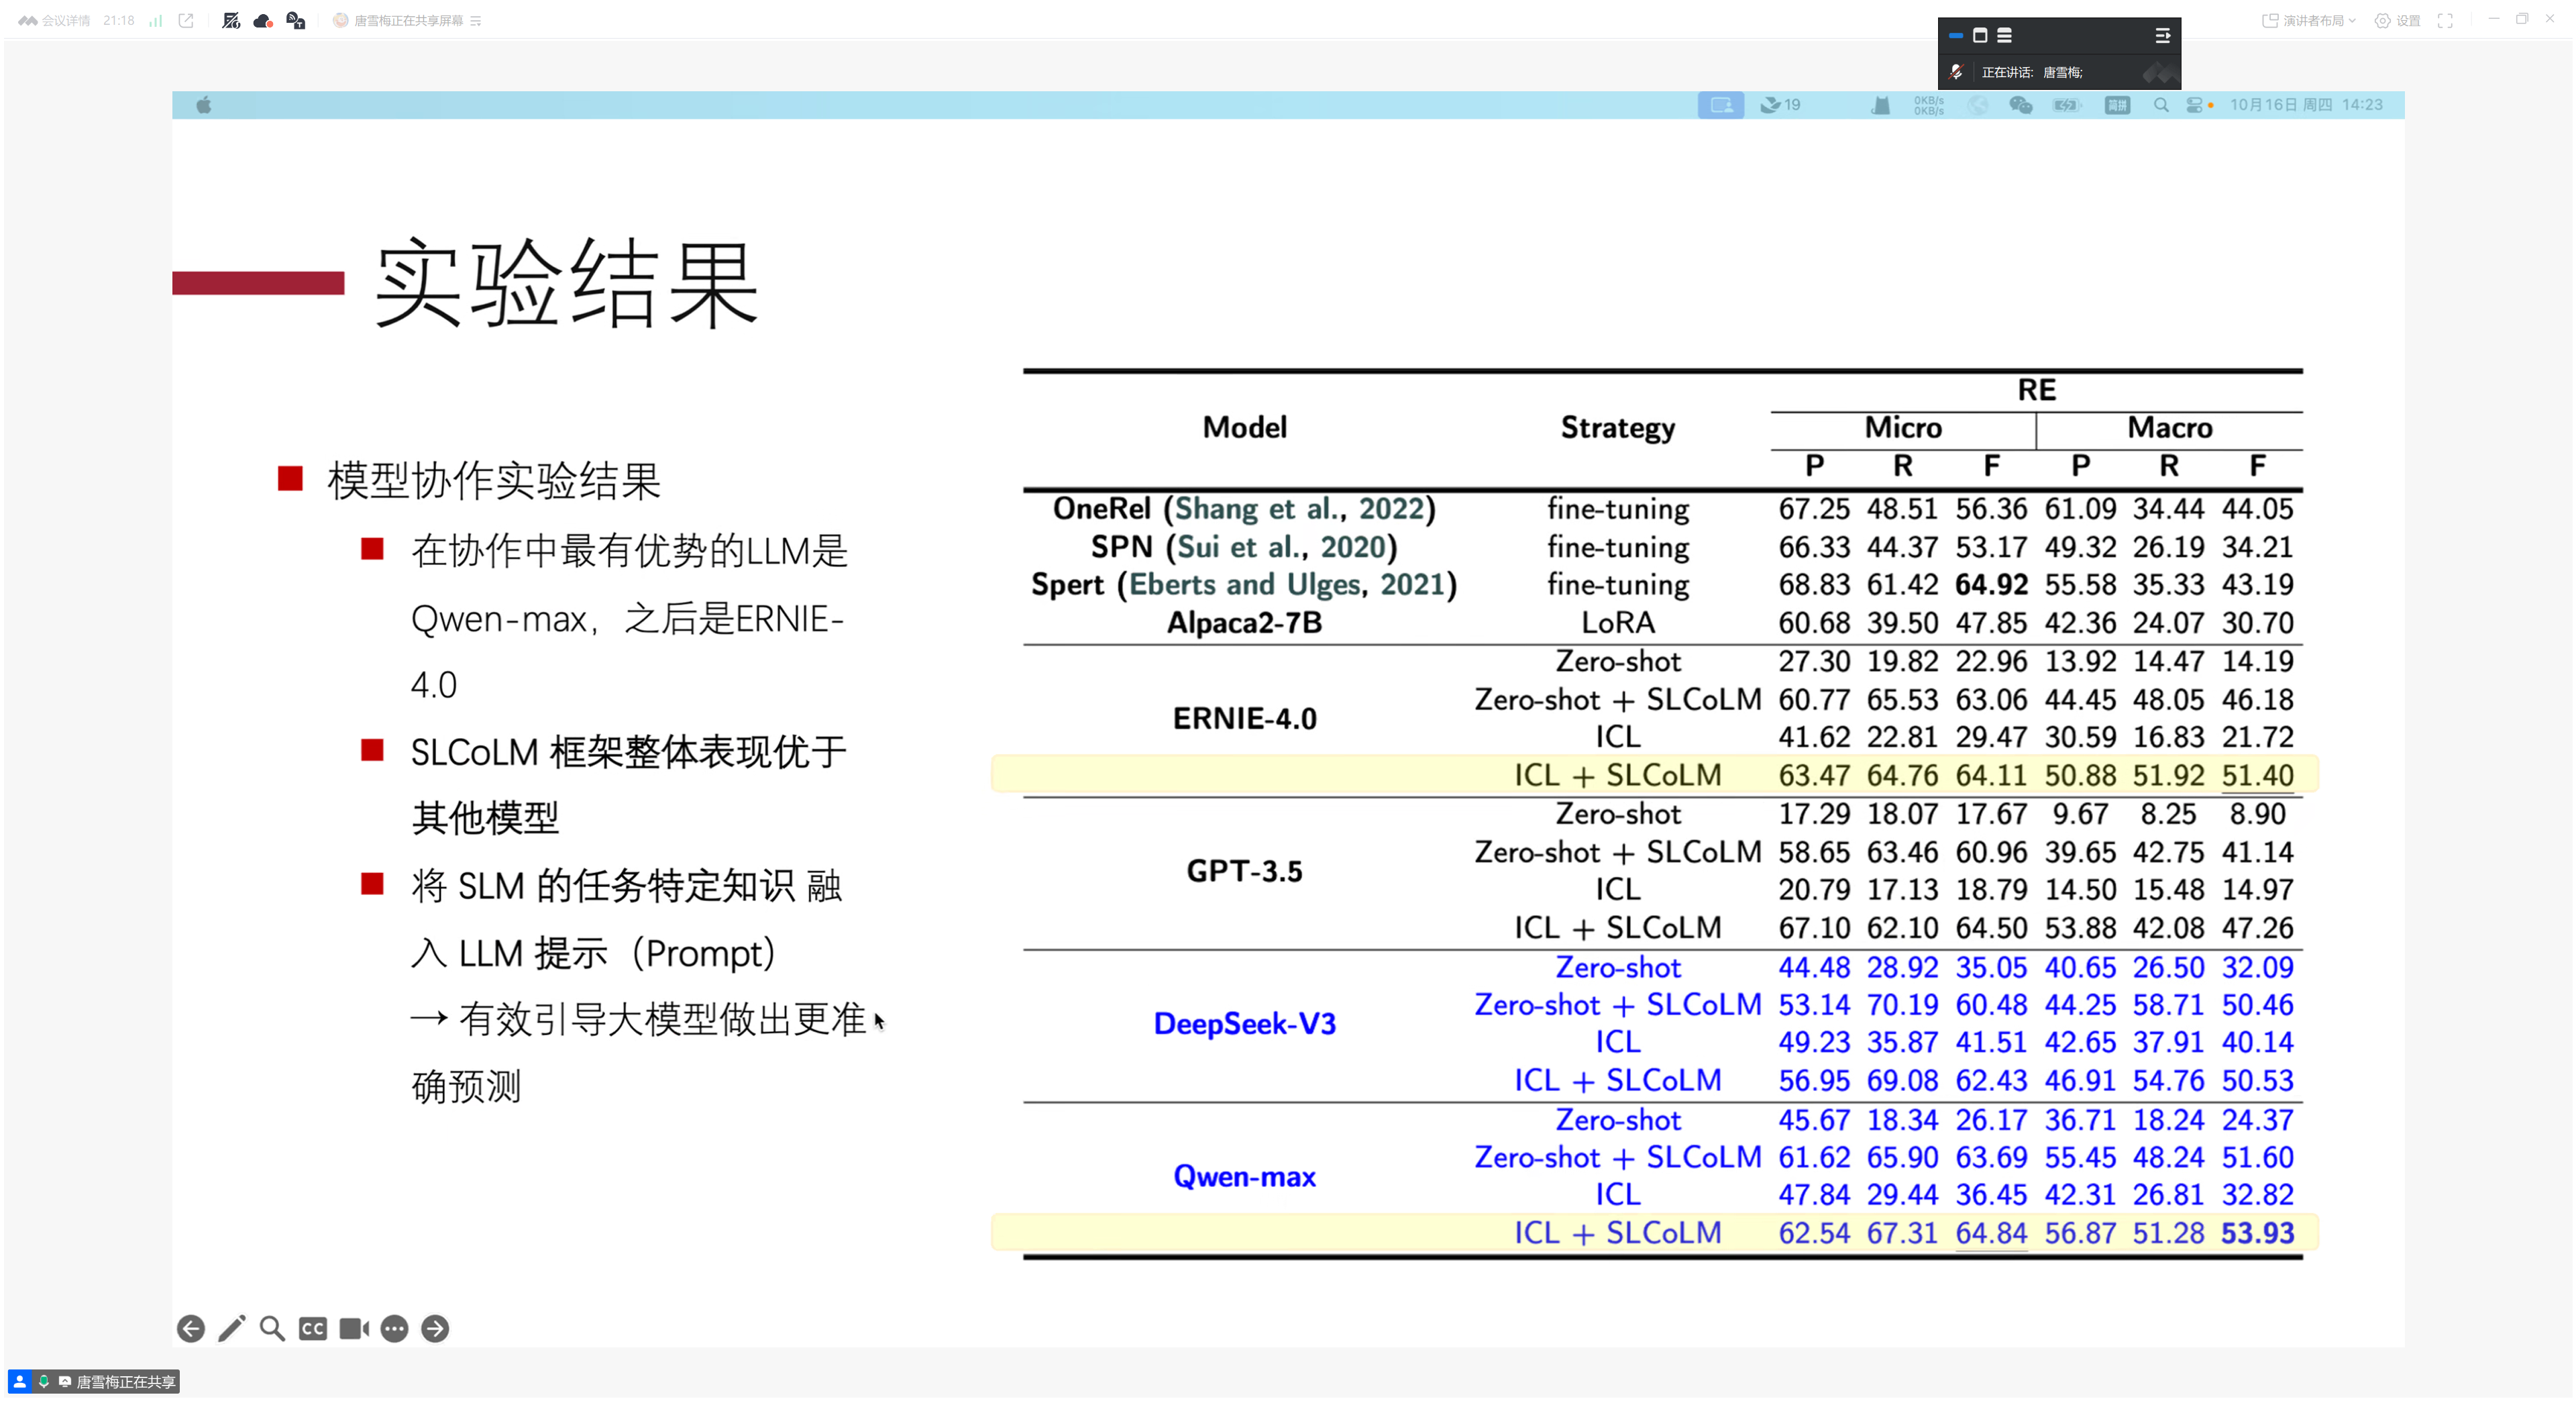 会议详情 21:18 唐雪梅正在共享屏幕 演讲者布局 设置
正在讲话: 唐雪梅;
19 0KB/s 0KB/s 简拼 10月16日 周四 14:23
实验结果
模型协作实验结果
在协作中最有优势的LLM是
Qwen-max，之后是ERNIE-
4.0
SLCoLM 框架整体表现优于
其他模型
将 SLM 的任务特定知识 融
入 LLM 提示（Prompt）
→ 有效引导大模型做出更准
确预测
RE
Model Strategy Micro Macro
P R F P R F
OneRel (Shang et al., 2022) fine-tuning 67.25 48.51 56.36 61.09 34.44 44.05
SPN (Sui et al., 2020) fine-tuning 66.33 44.37 53.17 49.32 26.19 34.21
Spert (Eberts and Ulges, 2021) fine-tuning 68.83 61.42 64.92 55.58 35.33 43.19
Alpaca2-7B LoRA 60.68 39.50 47.85 42.36 24.07 30.70
ERNIE-4.0
Zero-shot 27.30 19.82 22.96 13.92 14.47 14.19
Zero-shot + SLCoLM 60.77 65.53 63.06 44.45 48.05 46.18
ICL 41.62 22.81 29.47 30.59 16.83 21.72
ICL + SLCoLM 63.47 64.76 64.11 50.88 51.92 51.40
GPT-3.5
Zero-shot 17.29 18.07 17.67 9.67 8.25 8.90
Zero-shot + SLCoLM 58.65 63.46 60.96 39.65 42.75 41.14
ICL 20.79 17.13 18.79 14.50 15.48 14.97
ICL + SLCoLM 67.10 62.10 64.50 53.88 42.08 47.26
DeepSeek-V3
Zero-shot 44.48 28.92 35.05 40.65 26.50 32.09
Zero-shot + SLCoLM 53.14 70.19 60.48 44.25 58.71 50.46
ICL 49.23 35.87 41.51 42.65 37.91 40.14
ICL + SLCoLM 56.95 69.08 62.43 46.91 54.76 50.53
Qwen-max
Zero-shot 45.67 18.34 26.17 36.71 18.24 24.37
Zero-shot + SLCoLM 61.62 65.90 63.69 55.45 48.24 51.60
ICL 47.84 29.44 36.45 42.31 26.81 32.82
ICL + SLCoLM 62.54 67.31 64.84 56.87 51.28 53.93
CC
唐雪梅正在共享